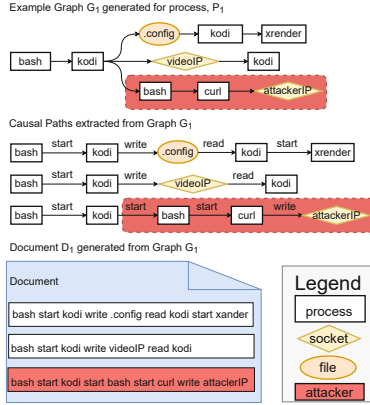 Example Graph G1 generated for process, P1
.config
kodi
xrender
bash
kodi
videoIP
kodi
bash
curl
attackerIP
Causal Paths extracted from Graph G1
bash start kodi write .config read kodi start xrender
bash start kodi write videoIP read kodi
bash start kodi start bash start curl write attackerIP
Document D1 generated from Graph G1
Document
bash start kodi write .config read kodi start xander
bash start kodi write videoIP read kodi
bash start kodi start bash start curl write attaclerIP
Legend
process
socket
file
attacker